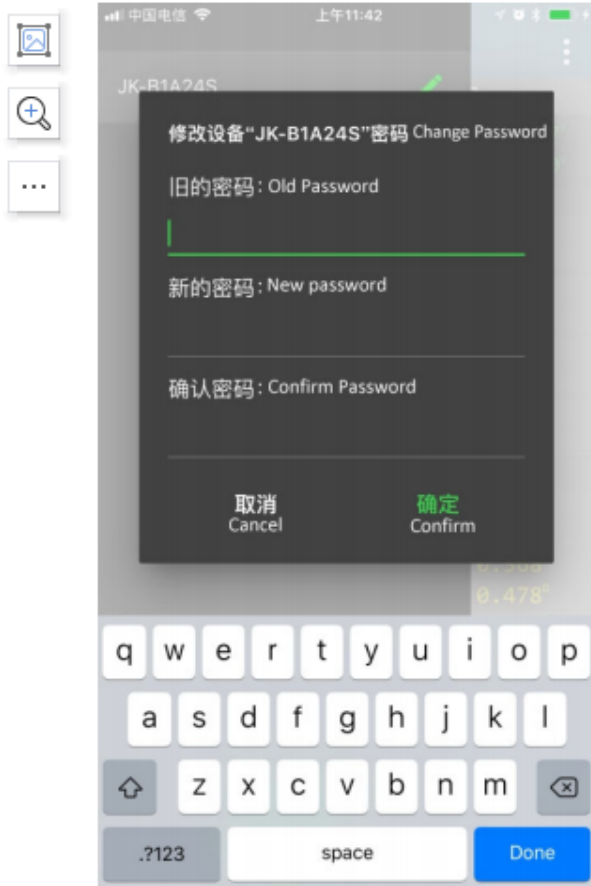 中国电信 上午11:42
JK-B1A24S
修改设备“JK-B1A24S”密码 Change Password
旧的密码: Old Password
新的密码: New password
确认密码: Confirm Password
取消 确定
Cancel Confirm
0.478
q w e r t y u i o p
a s d f g h j k l
z x c v b n m
.?123 space Done